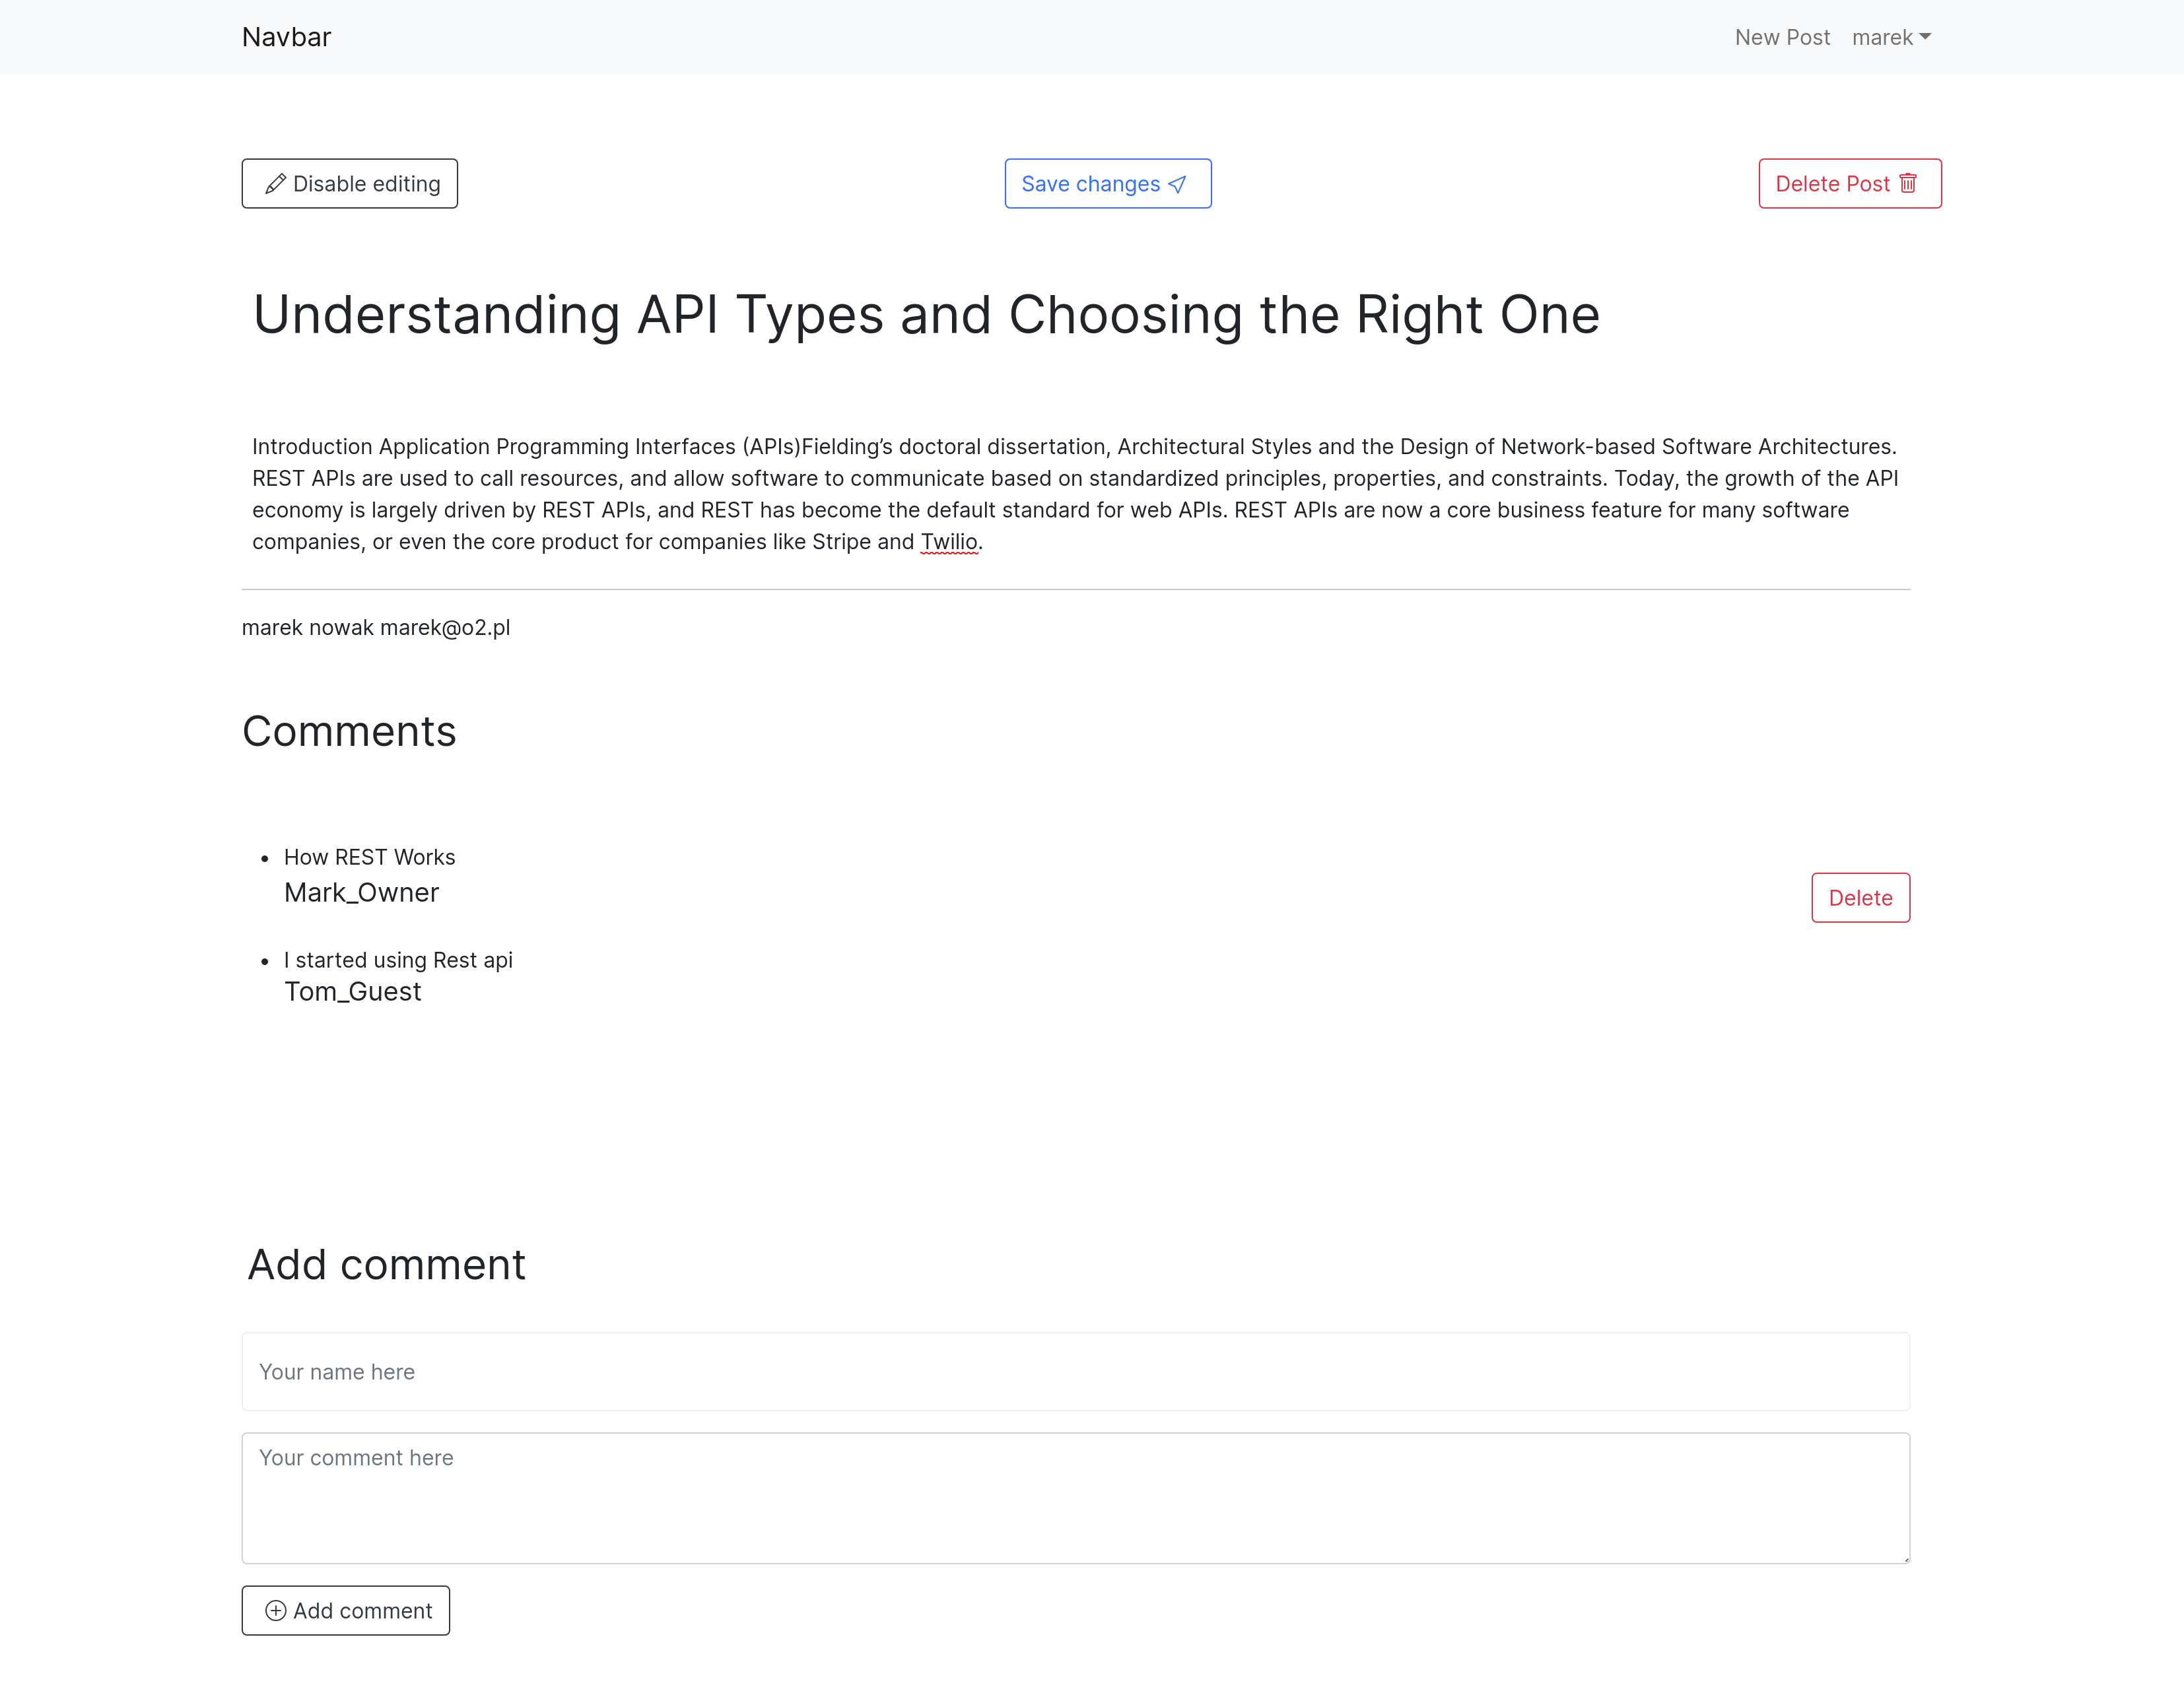 Navbar
New Post
marek
Disable editing
Save changes
Delete Post
Understanding API Types and Choosing the Right One
Introduction Application Programming Interfaces (APIs)Fielding’s doctoral dissertation, Architectural Styles and the Design of Network-based Software Architectures.
REST APIs are used to call resources, and allow software to communicate based on standardized principles, properties, and constraints. Today, the growth of the API
economy is largely driven by REST APIs, and REST has become the default standard for web APIs. REST APIs are now a core business feature for many software
companies, or even the core product for companies like Stripe and Twilio.
marek nowak marek@o2.pl
Comments
• How REST Works
Mark_Owner
Delete
• I started using Rest api
Tom_Guest
Add comment
Your name here
Your comment here
Add comment